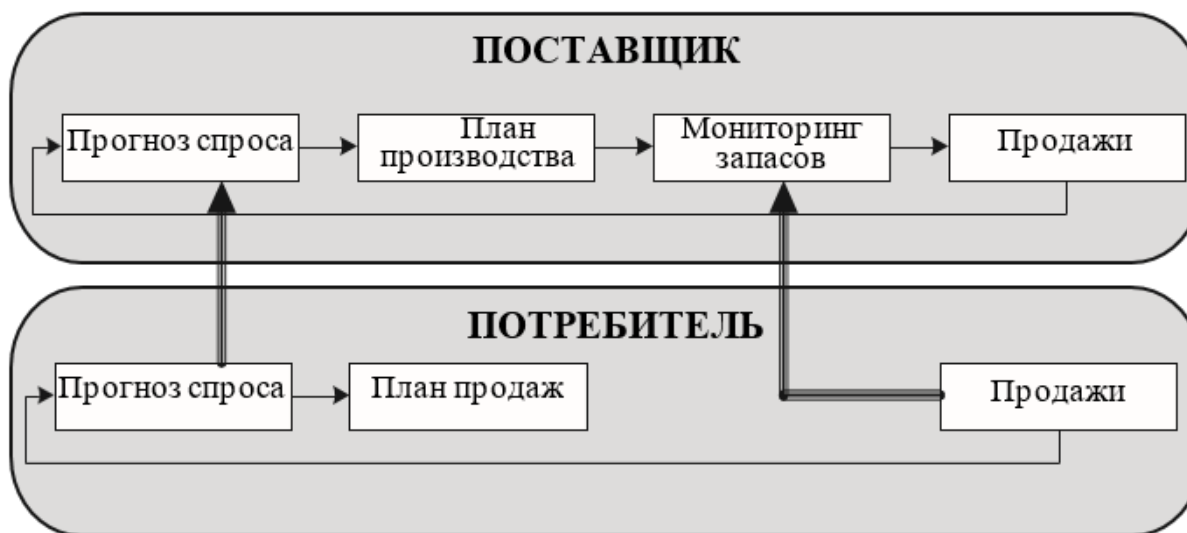 ПОСТАВЩИК
Прогноз спроса
План
производства
Мониторинг
запасов
Продажи
ПОТРЕБИТЕЛЬ
Прогноз спроса
План продаж
Продажи